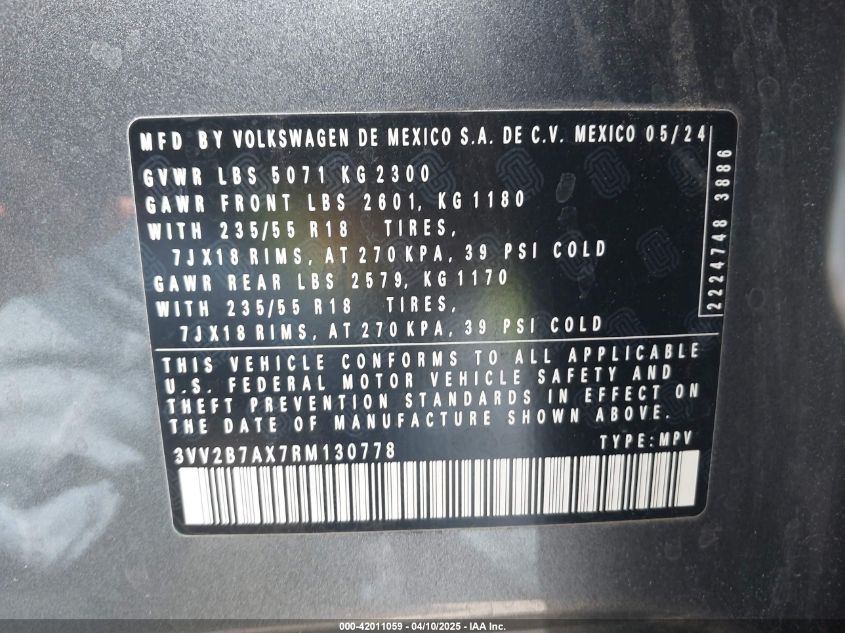 MFD BY VOLKSWAGEN DE MEXICO S.A. DE C.V. MEXICO 05/24
GVWR LBS 5071 KG 2300
GAWR FRONT LBS 2601, KG 1180
WITH 235/55 R18 TIRES,
7JX18 RIMS, AT 270 KPA, 39 PSI COLD
GAWR REAR LBS 2579, KG 1170
WITH 235/55 R18 TIRES,
7JX18 RIMS, AT 270 KPA, 39 PSI COLD
2224748 3886
THIS VEHICLE CONFORMS TO ALL APPLICABLE
U.S. FEDERAL MOTOR VEHICLE SAFETY AND
THEFT PREVENTION STANDARDS IN EFFECT ON
THE DATE OF MANUFACTURE SHOWN ABOVE.
3VV2B7AX7RM130778 TYPE:MPV
000-42011059 - 04/10/2025 - IAA Inc.